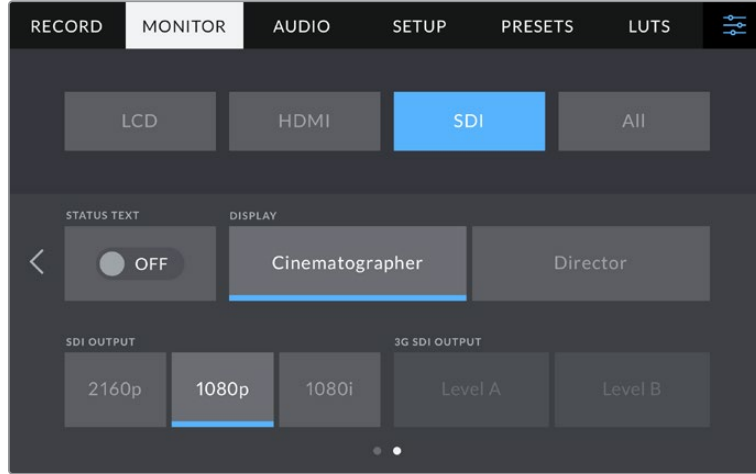 RECORD MONITOR AUDIO SETUP PRESETS LUTS
LCD HDMI SDI All
STATUS TEXT DISPLAY
OFF Cinematographer Director
SDI OUTPUT 3G SDI OUTPUT
2160p 1080p 1080i Level A Level B